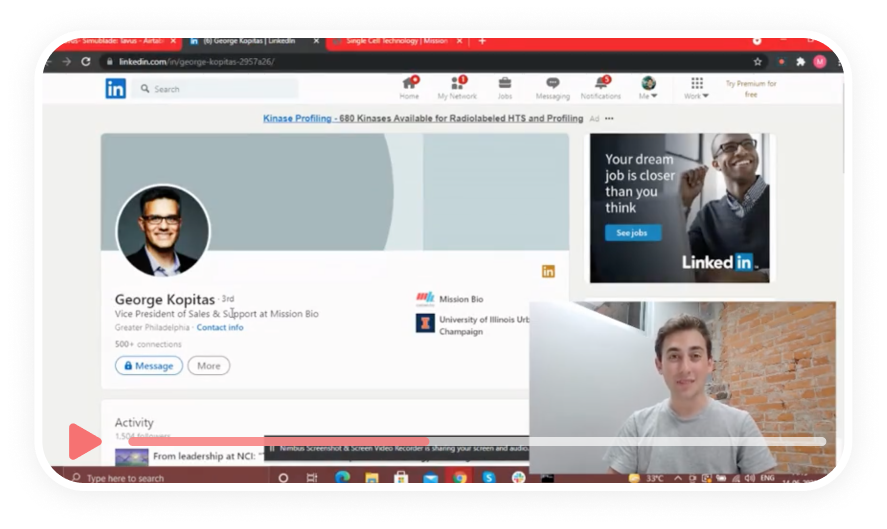 (6) George Kopitas | LinkedIn
Single Cell Technology | Mission
linkedin.com/in/george-kopitas-2957a26/
in
Search
Home
My Network
Jobs
Messaging
Notifications
Me
Work
Try Premium for
free
Kinase Profiling - 680 Kinases Available for Radiolabeled HTS and Profiling Ad
Your dream
job is closer
than you
think
See jobs
Linked in
in
George Kopitas · 3rd
Vice President of Sales & Support at Mission Bio
Greater Philadelphia · Contact info
500+ connections
Message
More
Mission Bio
University of Illinois Urb
Champaign
Activity
1,504 followers
From leadership at NCI: "
Nimbus Screenshot & Screen Video Recorder is sharing your screen and audio.
Type here to search
33°C
ENG